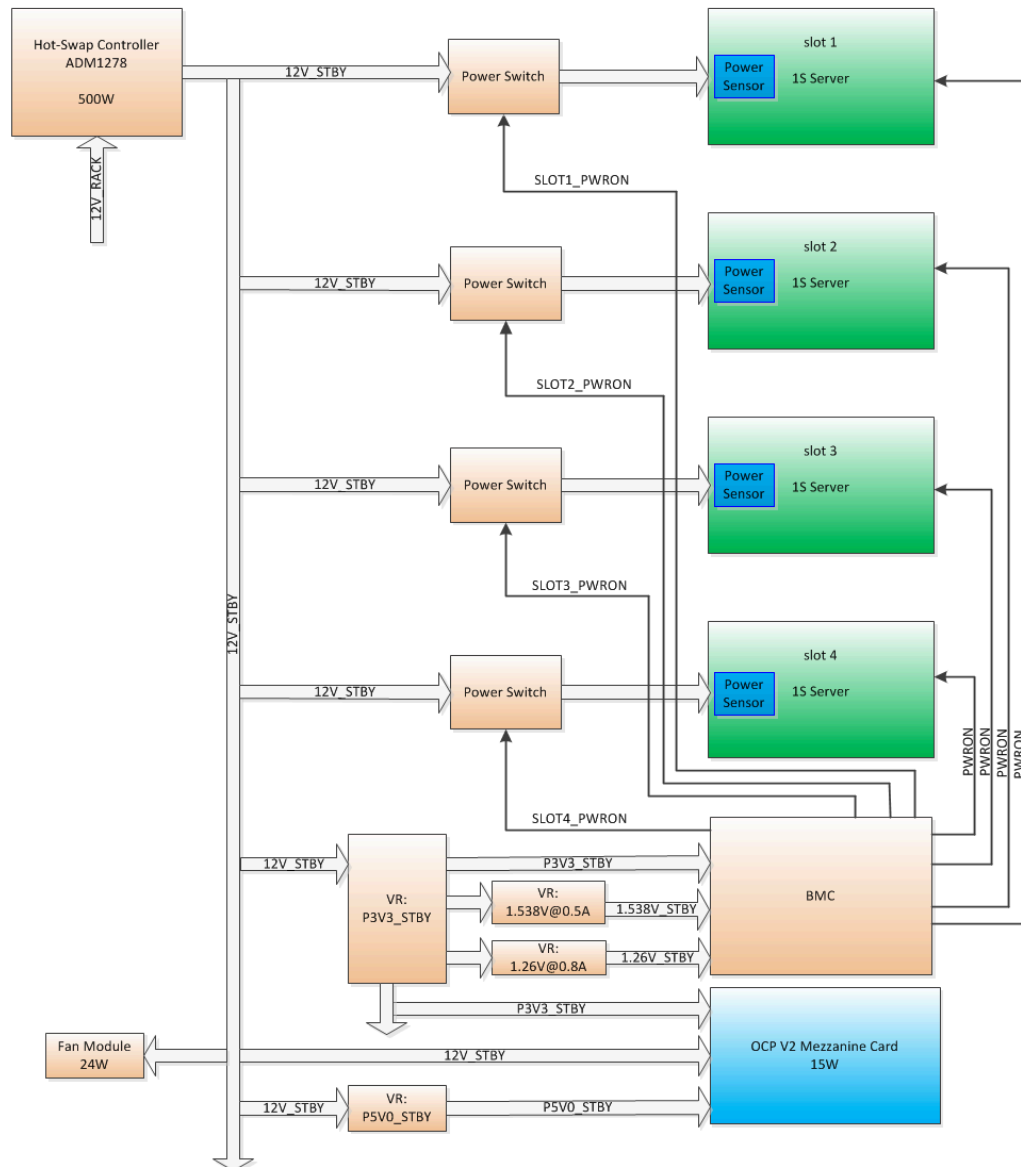 Hot-Swap Controller
ADM1278
500W
12V_RACK
12V_STBY
Power Switch
slot 1
Power
Sensor
1S Server
SLOT1_PWRON
12V_STBY
Power Switch
slot 2
Power
Sensor
1S Server
SLOT2_PWRON
12V_STBY
Power Switch
slot 3
Power
Sensor
1S Server
SLOT3_PWRON
12V_STBY
12V_STBY
Power Switch
slot 4
Power
Sensor
1S Server
PWRON
PWRON
PWRON
PWRON
SLOT4_PWRON
12V_STBY
VR:
P3V3_STBY
P3V3_STBY
VR:
1.538V@0.5A
1.538V_STBY
VR:
1.26V@0.8A
1.26V_STBY
BMC
P3V3_STBY
Fan Module
24W
12V_STBY
OCP V2 Mezzanine Card
15W
12V_STBY
VR:
P5V0_STBY
P5V0_STBY